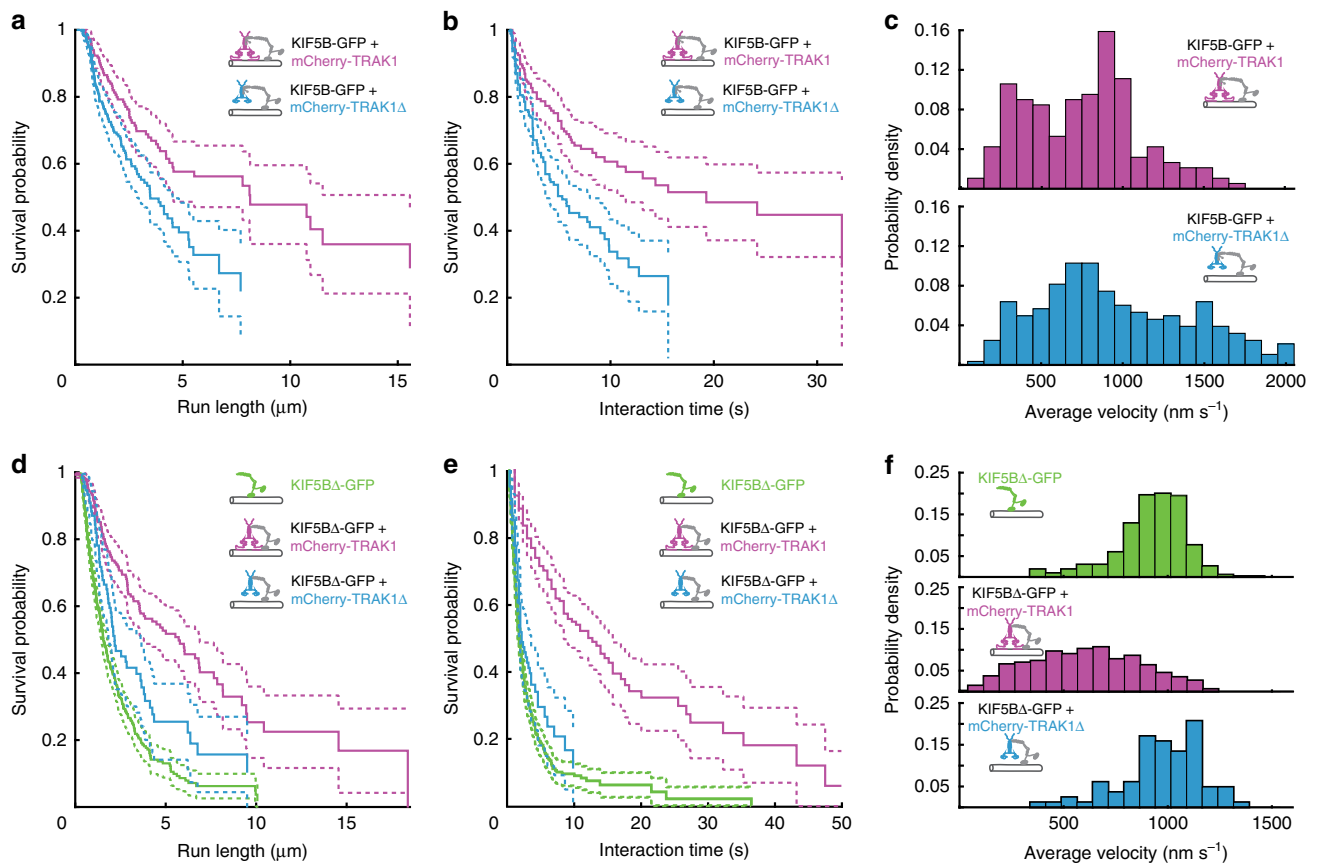 a
1
0.8
0.6
0.4
0.2
0
5
10
15
Survival probability
Run length (μm)
KIF5B-GFP +
mCherry-TRAK1
KIF5B-GFP +
mCherry-TRAK1Δ
b
1
0.8
0.6
0.4
0.2
0
10
20
30
Survival probability
Interaction time (s)
KIF5B-GFP +
mCherry-TRAK1
KIF5B-GFP +
mCherry-TRAK1Δ
c
0.16
0.12
0.08
0.04
KIF5B-GFP +
mCherry-TRAK1
0.16
0.12
0.08
0.04
KIF5B-GFP +
mCherry-TRAK1Δ
Probability density
500
1000
1500
2000
Average velocity (nm s⁻¹)
d
1
0.8
0.6
0.4
0.2
0
5
10
15
Survival probability
Run length (μm)
KIF5BΔ-GFP
KIF5BΔ-GFP +
mCherry-TRAK1
KIF5BΔ-GFP +
mCherry-TRAK1Δ
e
1
0.8
0.6
0.4
0.2
0
10
20
30
40
50
Survival probability
Interaction time (s)
KIF5BΔ-GFP
KIF5BΔ-GFP +
mCherry-TRAK1
KIF5BΔ-GFP +
mCherry-TRAK1Δ
f
0.25
0.15
0.05
KIF5BΔ-GFP
0.25
0.15
0.05
KIF5BΔ-GFP +
mCherry-TRAK1
0.25
0.15
0.05
KIF5BΔ-GFP +
mCherry-TRAK1Δ
Probability density
500
1000
1500
Average velocity (nm s⁻¹)